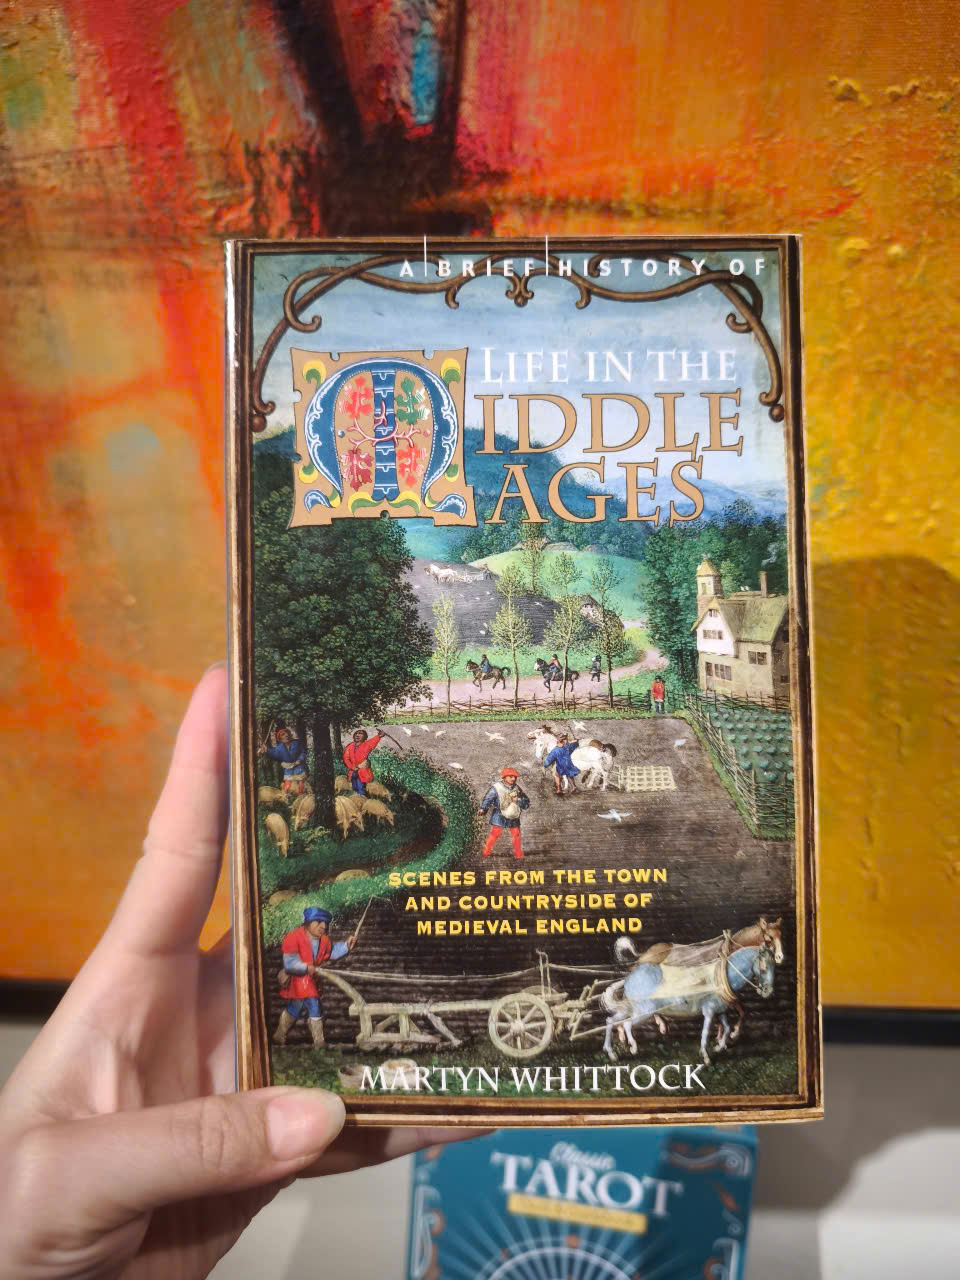 A BRIEF HISTORY OF
LIFE IN THE
MIDDLE
AGES
SCENES FROM THE TOWN
AND COUNTRYSIDE OF
MEDIEVAL ENGLAND
MARTYN WHITTOCK
Classic
TAROT